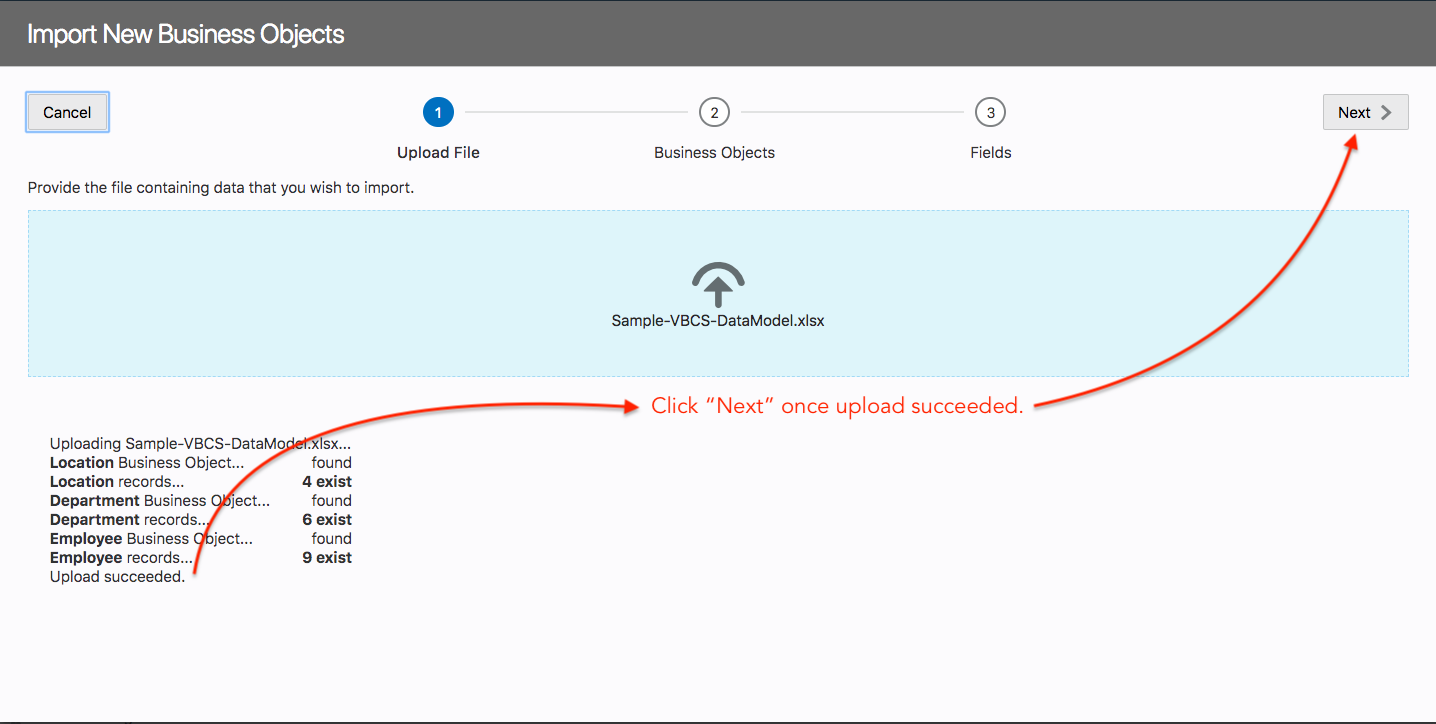 Import New Business Objects
Cancel
1
2
3
Next
Upload File
Business Objects
Fields
Provide the file containing data that you wish to import.
Sample-VBCS-DataModel.xlsx
Click “Next” once upload succeeded.
Uploading Sample-VBCS-DataModel.xlsx...
Location Business Object... found
Location records... 4 exist
Department Business Object... found
Department records... 6 exist
Employee Business Object... found
Employee records... 9 exist
Upload succeeded.